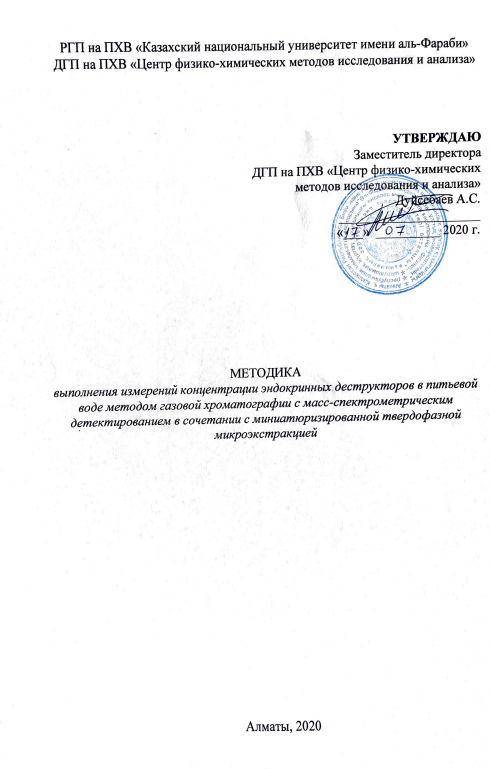 РГП на ПХВ «Казахский национальный университет имени аль-Фараби»
ДГП на ПХВ «Центр физико-химических методов исследования и анализа»
УТВЕРЖДАЮ
Заместитель директора
ДГП на ПХВ «Центр физико-химических
методов исследования и анализа»
Дуйсебаев А.С.
«17» 07 2020 г.
МЕТОДИКА
выполнения измерений концентрации эндокринных деструкторов в питьевой
воде методом газовой хроматографии с масс-спектрометрическим
детектированием в сочетании с миниатюризированной твердофазной
микроэкстракцией
Алматы, 2020